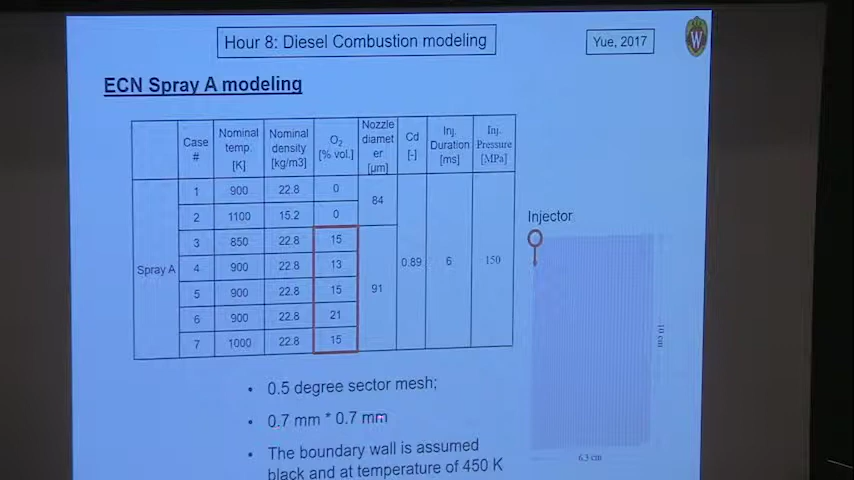 Hour 8: Diesel Combustion modeling
Yue, 2017
W
ECN Spray A modeling
Case # Nominal temp. [K] Nominal density [kg/m3] O2 [% vol.] Nozzle diameter [µm] Cd [-] Inj. Duration [ms] Inj. Pressure [MPa]
Spray A 84 91 0.89 6 150
1 900 22.8 0
2 1100 15.2 0
3 850 22.8 15
4 900 22.8 13
5 900 22.8 15
6 900 22.8 21
7 1000 22.8 15
Injector
10 cm
6.3 cm
• 0.5 degree sector mesh;
• 0.7 mm * 0.7 mm
• The boundary wall is assumed
black and at temperature of 450 K